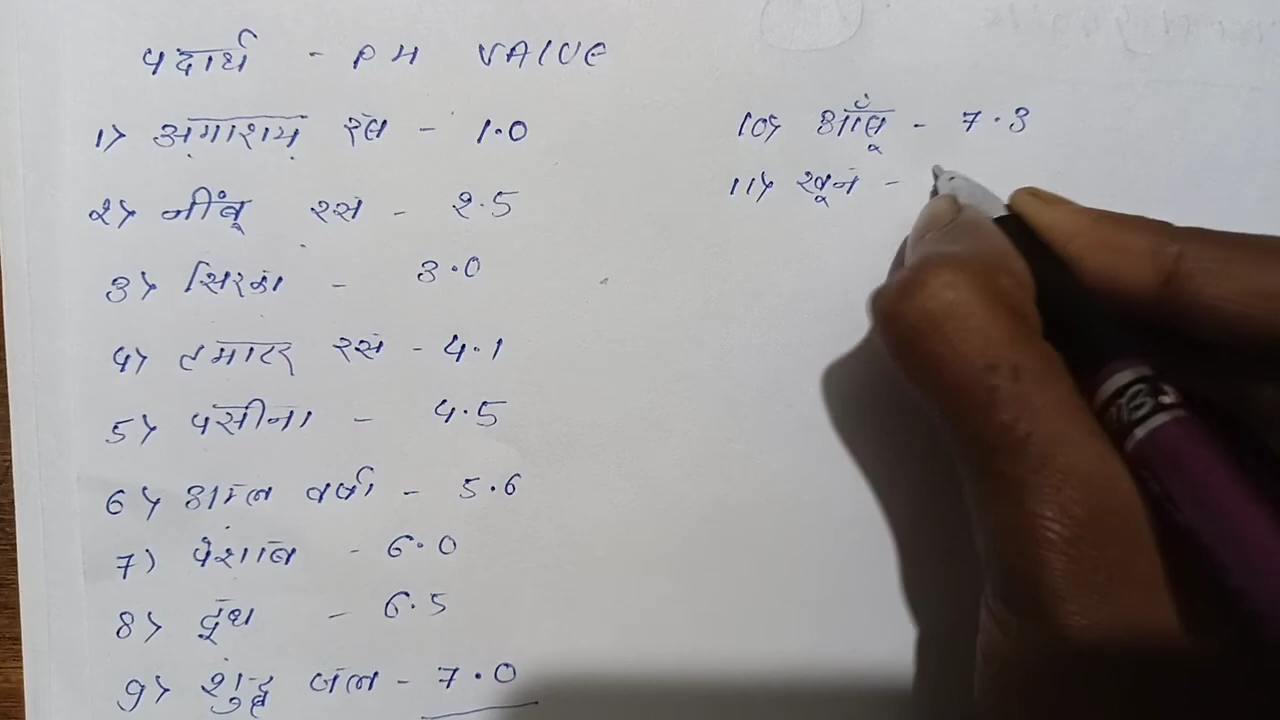 पदार्थ - PH VALUE
1> अमाशय रस - 1.0
२> नींबू रस - २.5
3> सिरका - 3.0
4> टमाटर रस - 4.1
5> पसीना - 4.5
6> अम्ल वर्षा - 5.6
7) पेशाब - 6.0
8> दूध - 6.5
9> शुद्ध जल - 7.0
10> आँसू - 7.3
11> खून -